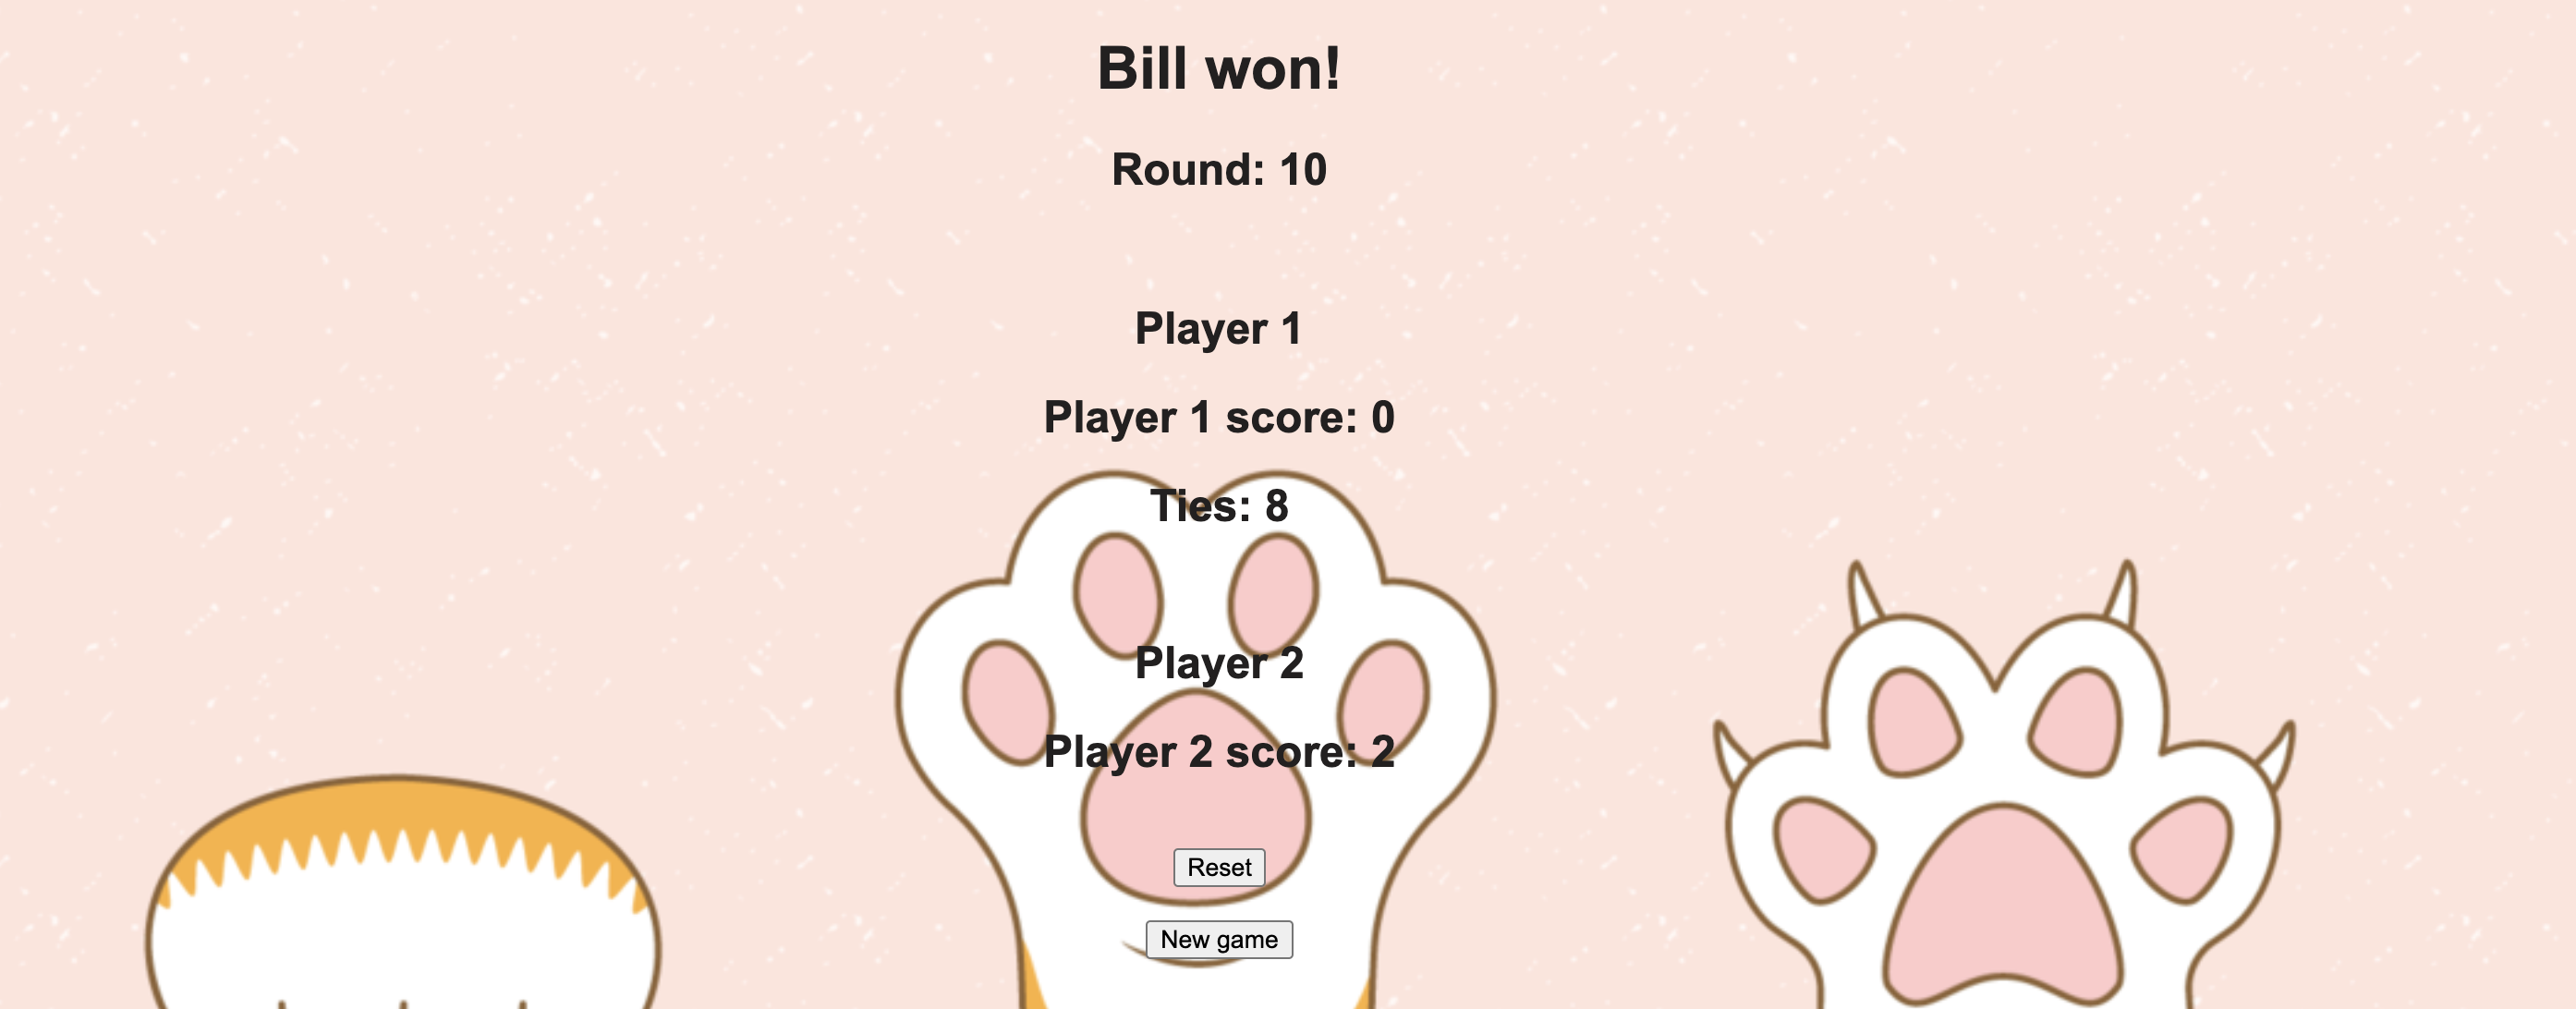 Bill won!
Round: 10
Player 1
Player 1 score: 0
Ties: 8
Player 2
Player 2 score: 2
Reset
New game